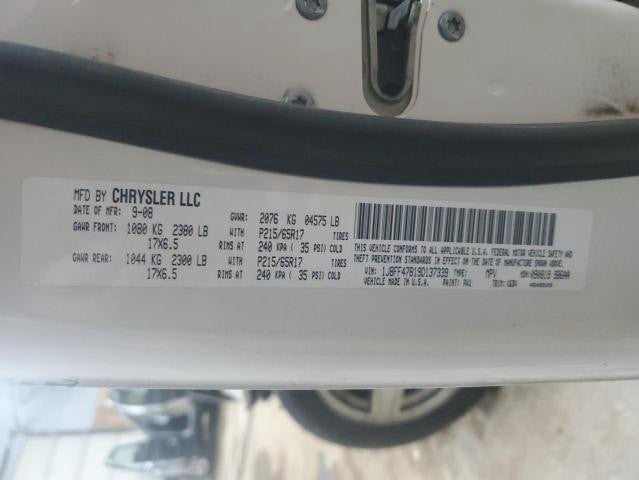 MFD BY CHRYSLER LLC
DATE OF MFR: 9-08 GVWR: 2076 KG 04575 LB
GAWR FRONT: 1080 KG 2380 LB WITH P215/65R17 TIRES
17X6.5 RIMS AT 240 KPA ( 35 PSI) COLD
GAWR REAR: 1044 KG 2300 LB WITH P215/65R17 TIRES
17X6.5 RIMS AT 240 KPA ( 35 PSI) COLD
THIS VEHICLE CONFORMS TO ALL APPLICABLE U.S.A. FEDERAL MOTOR VEHICLE SAFETY AND
THEFT PREVENTION STANDARDS IN EFFECT ON THE DATE OF MANUFACTURE SHOWN ABOVE.
VIN: 1J8FF47B19D137339 TYPE: MPV MDH:
VEHICLE MADE IN U.S.A. PAINT: PW1 TRIM: